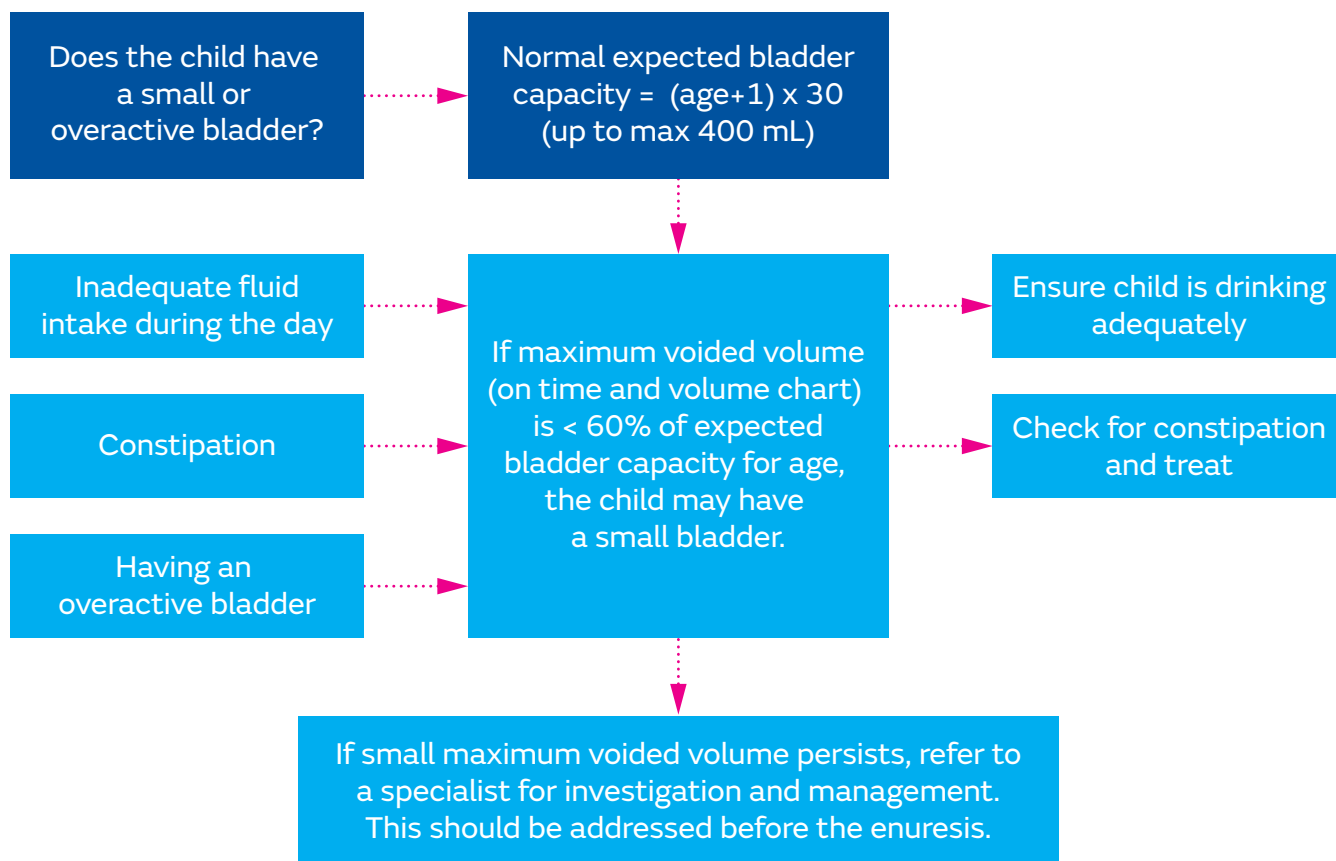 Does the child have
a small or
overactive bladder?
Normal expected bladder
capacity = (age+1) x 30
(up to max 400 mL)
Inadequate fluid
intake during the day
Constipation
Having an
overactive bladder
If maximum voided volume
(on time and volume chart)
is < 60% of expected
bladder capacity for age,
the child may have
a small bladder.
Ensure child is drinking
adequately
Check for constipation
and treat
If small maximum voided volume persists, refer to
a specialist for investigation and management.
This should be addressed before the enuresis.